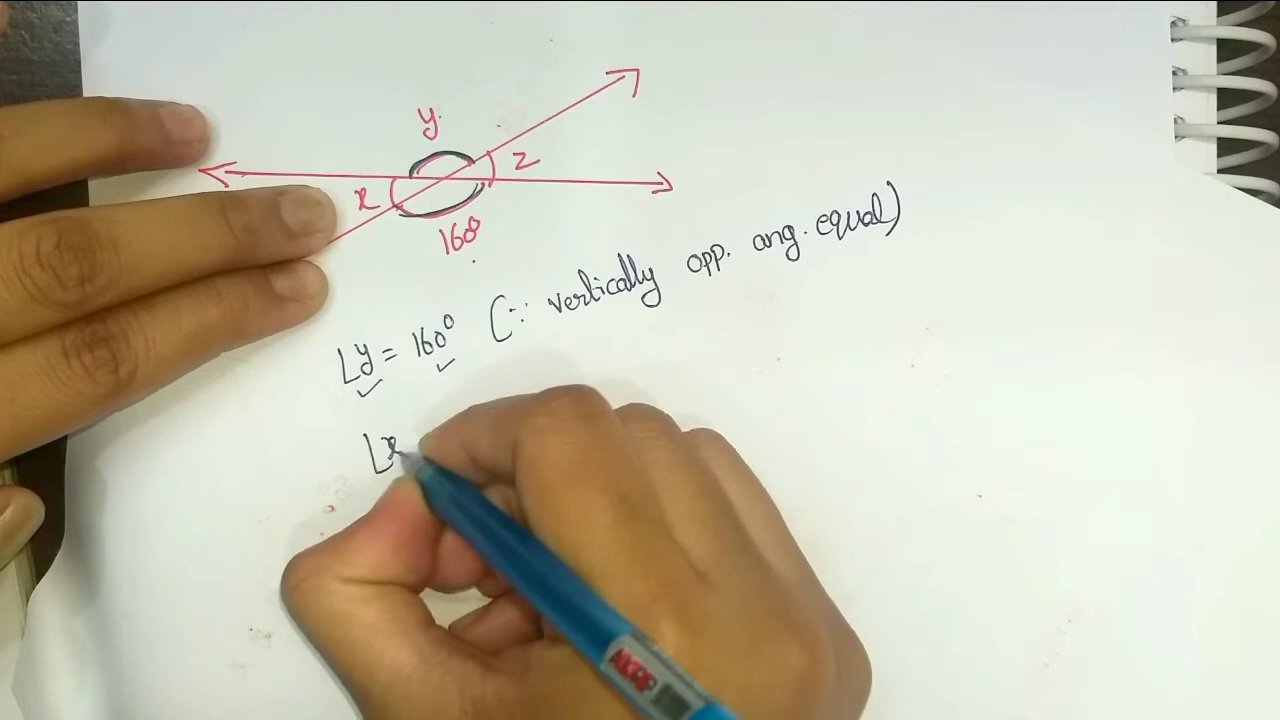 y
z
x
160°
∠y = 160° (∵ vertically opp. ang. equal)
∠x